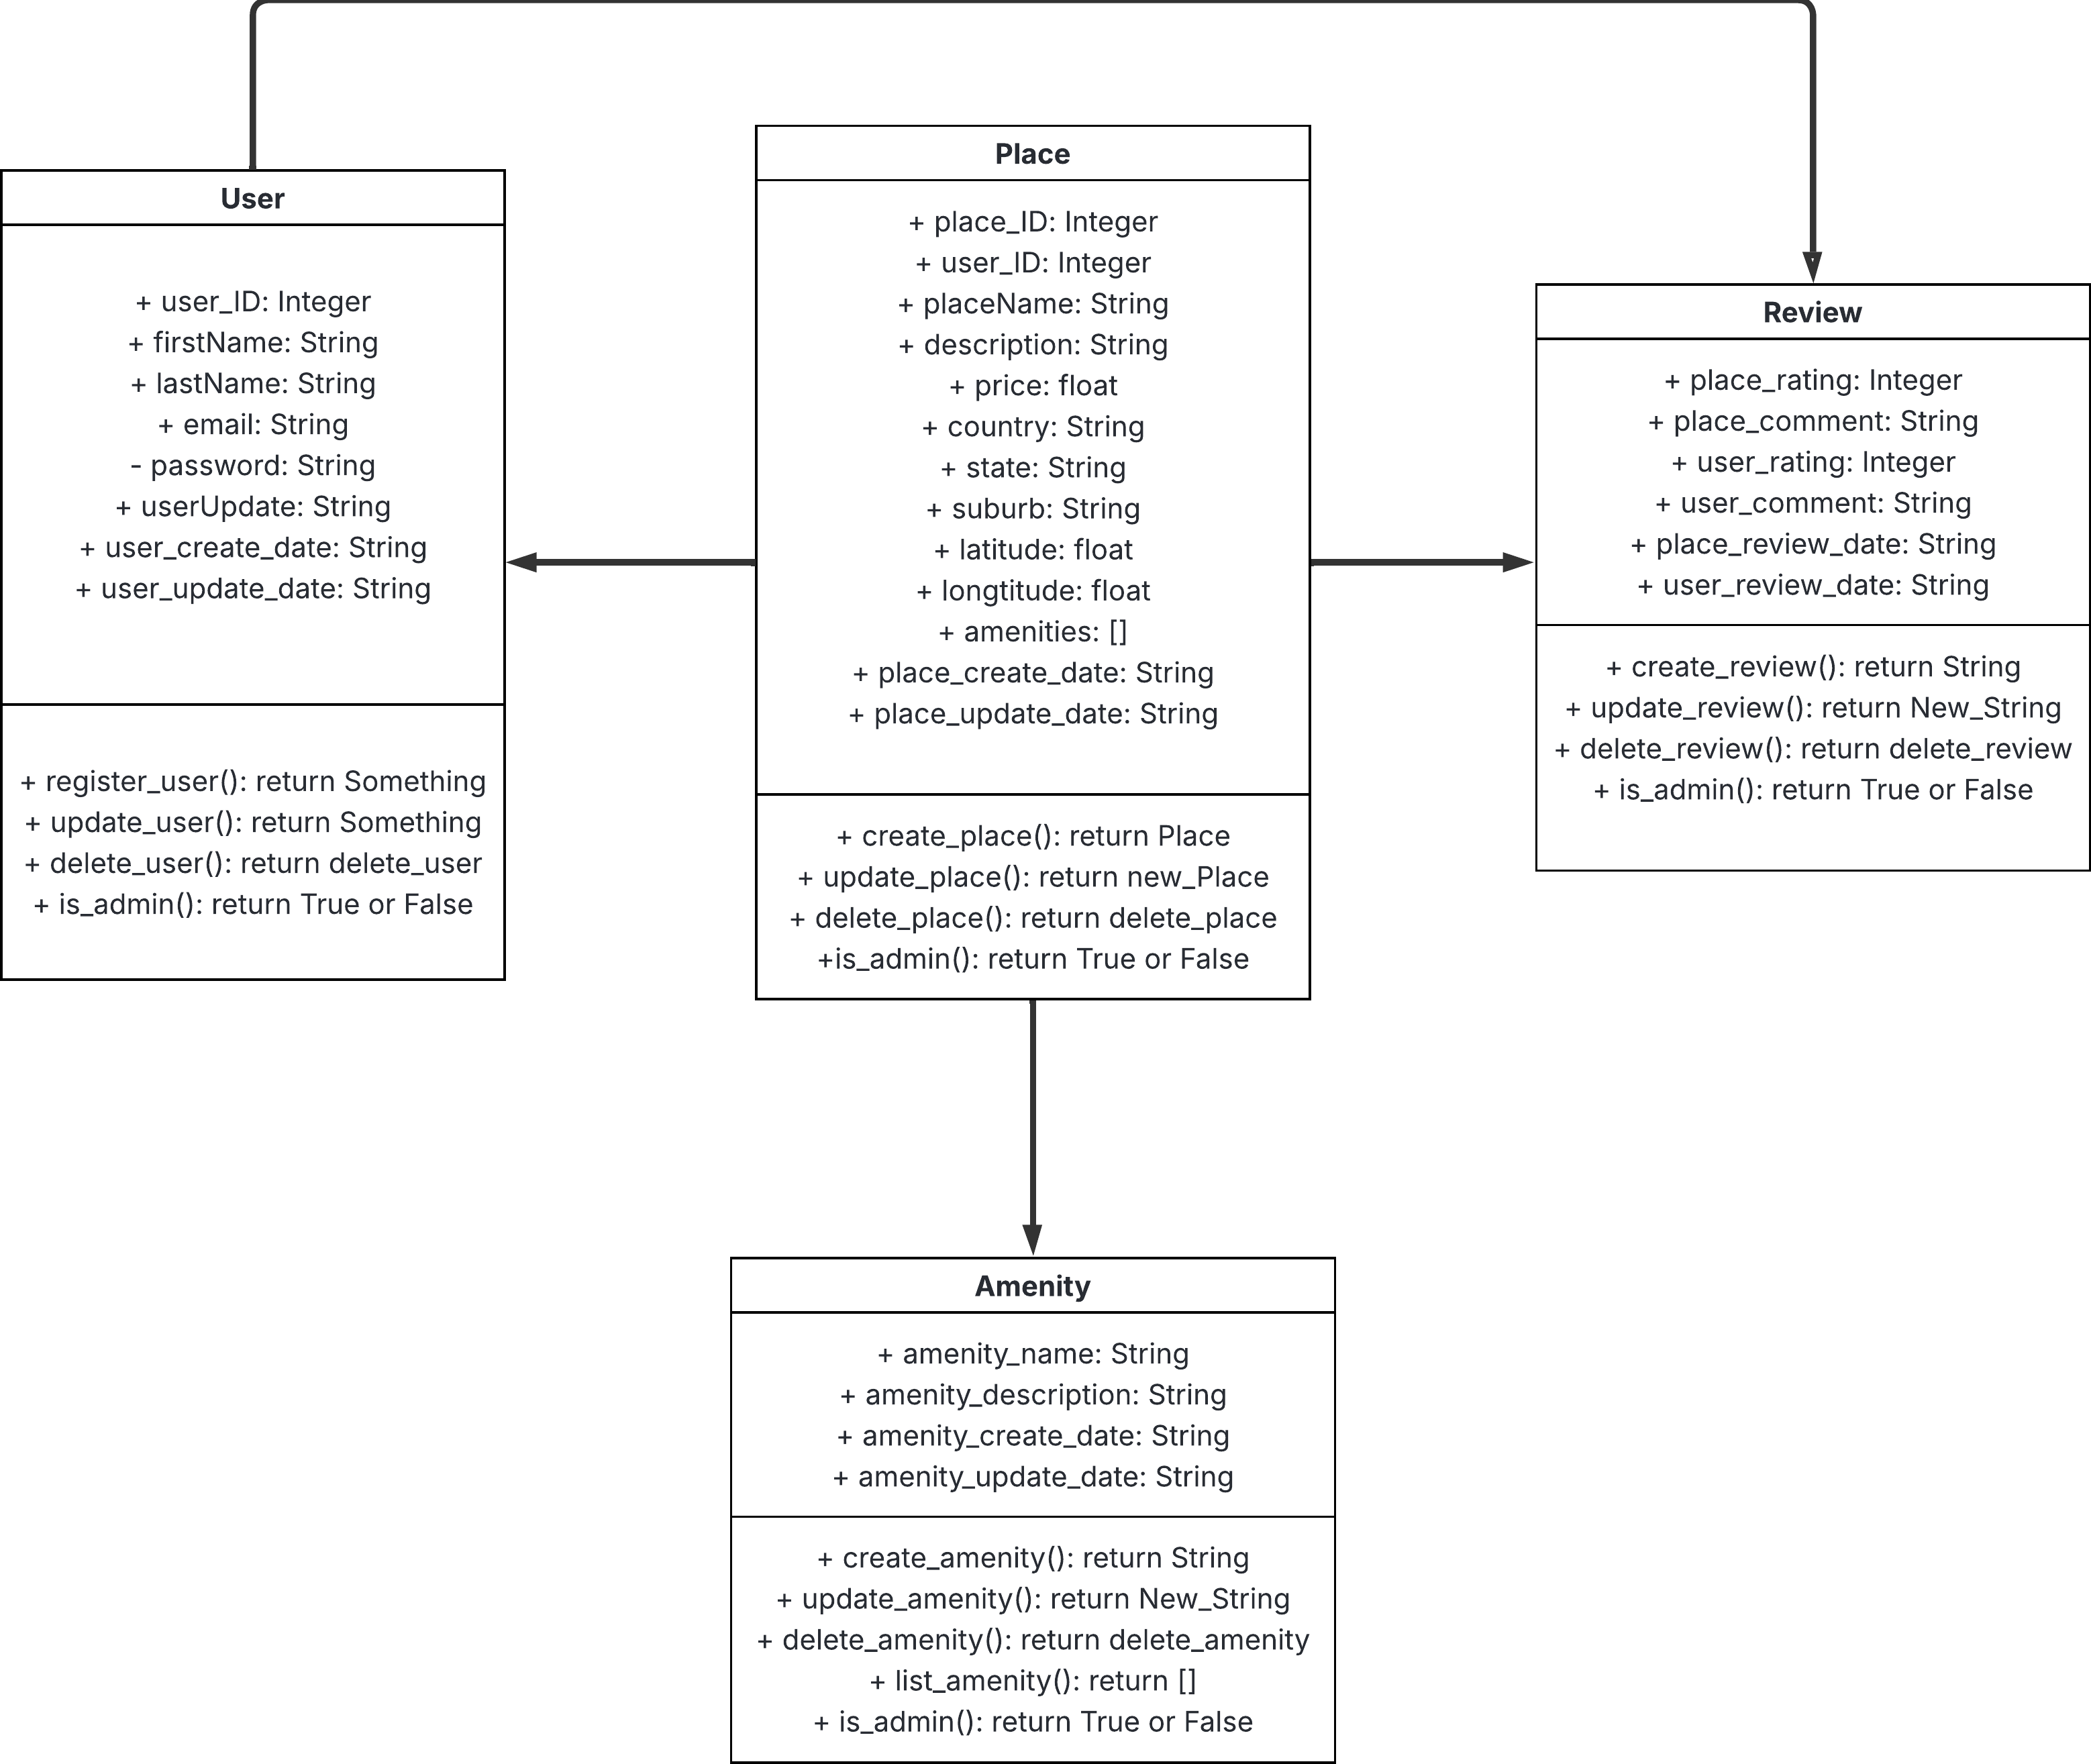 User
+ user_ID: Integer
+ firstName: String
+ lastName: String
+ email: String
- password: String
+ userUpdate: String
+ user_create_date: String
+ user_update_date: String
+ register_user(): return Something
+ update_user(): return Something
+ delete_user(): return delete_user
+ is_admin(): return True or False
Place
+ place_ID: Integer
+ user_ID: Integer
+ placeName: String
+ description: String
+ price: float
+ country: String
+ state: String
+ suburb: String
+ latitude: float
+ longtitude: float
+ amenities: []
+ place_create_date: String
+ place_update_date: String
+ create_place(): return Place
+ update_place(): return new_Place
+ delete_place(): return delete_place
+is_admin(): return True or False
Review
+ place_rating: Integer
+ place_comment: String
+ user_rating: Integer
+ user_comment: String
+ place_review_date: String
+ user_review_date: String
+ create_review(): return String
+ update_review(): return New_String
+ delete_review(): return delete_review
+ is_admin(): return True or False
Amenity
+ amenity_name: String
+ amenity_description: String
+ amenity_create_date: String
+ amenity_update_date: String
+ create_amenity(): return String
+ update_amenity(): return New_String
+ delete_amenity(): return delete_amenity
+ list_amenity(): return []
+ is_admin(): return True or False